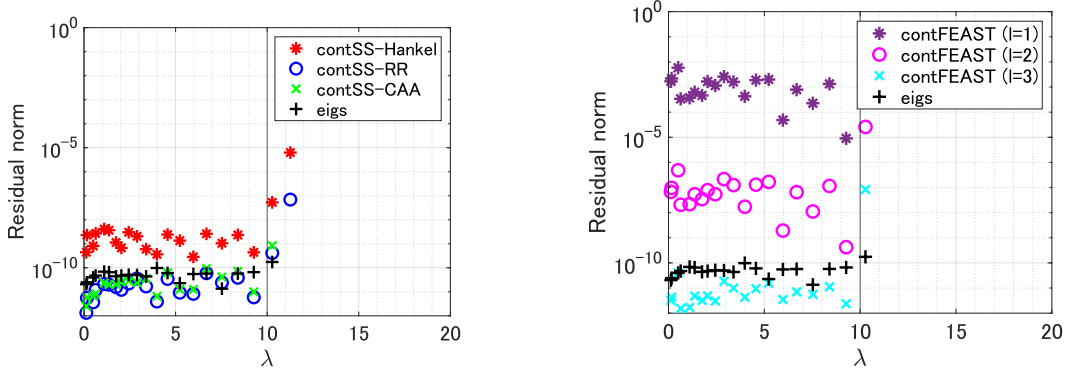 10^0
contSS-Hankel
contSS-RR
contSS-CAA
eigs
10^-5
10^-10
Residual norm
0 5 10 15 20
λ
10^0
contFEAST (l=1)
contFEAST (l=2)
contFEAST (l=3)
eigs
10^-5
10^-10
Residual norm
0 5 10 15 20
λ